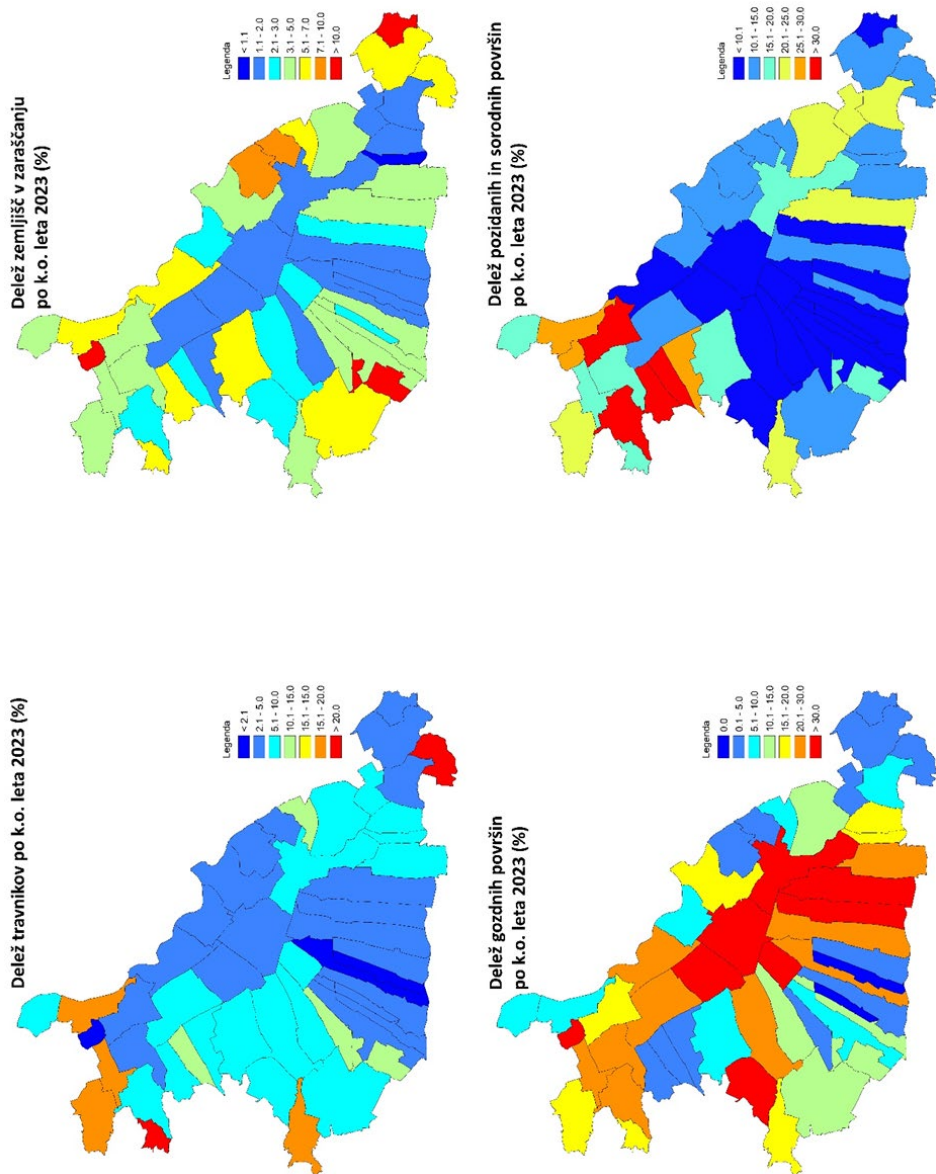 Delež travnikov po k.o. leta 2023 (%)
Legenda
< 2.1
2.1 - 5.0
5.1 - 10.0
10.1 - 15.0
15.1 - 15.0
15.1 - 20.0
> 20.0
Delež zemljišč v zaraščanju
po k.o. leta 2023 (%)
Legenda
< 1.1
1.1 - 2.0
2.1 - 3.0
3.1 - 5.0
5.1 - 7.0
7.1 - 10.0
> 10.0
Delež gozdnih površin
po k.o. leta 2023 (%)
Legenda
0.0
0.1 - 5.0
5.1 - 10.0
10.1 - 15.0
15.1 - 20.0
20.1 - 30.0
> 30.0
Delež pozidanih in sorodnih površin
po k.o. leta 2023 (%)
Legenda
< 10.1
10.1 - 15.0
15.1 - 20.0
20.1 - 25.0
25.1 - 30.0
> 30.0